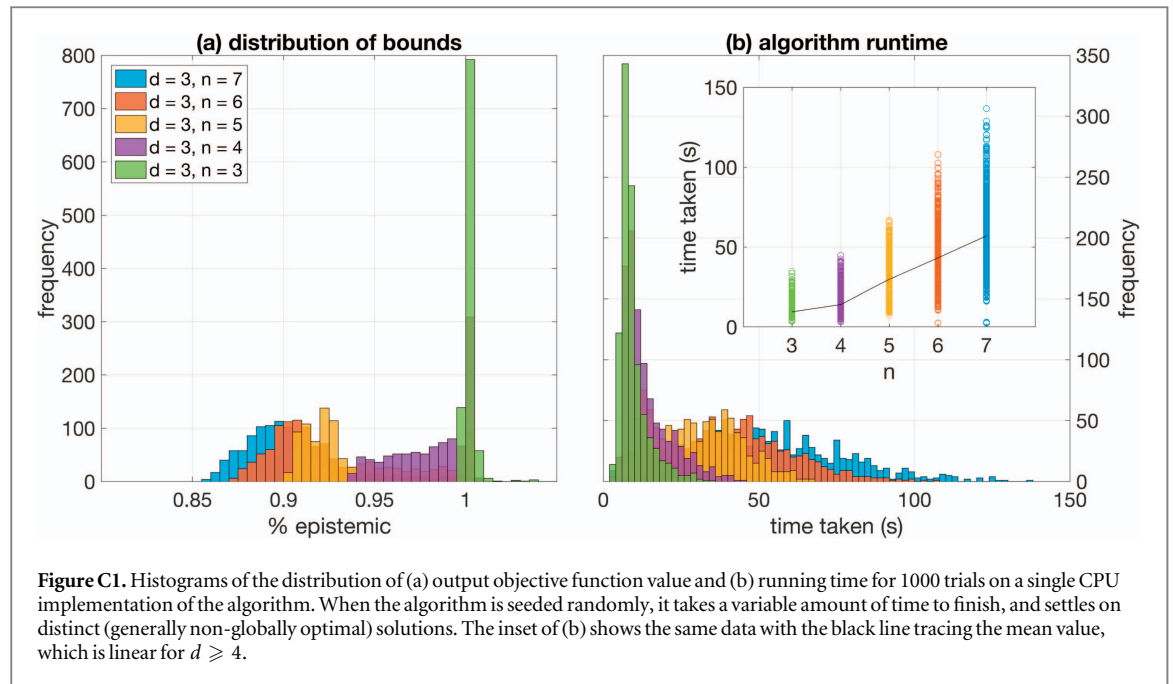 (a) distribution of bounds
800
700
600
500
400
300
200
100
0
frequency
d = 3, n = 7
d = 3, n = 6
d = 3, n = 5
d = 3, n = 4
d = 3, n = 3
0.85 0.9 0.95 1
% epistemic
(b) algorithm runtime
350
300
250
200
150
100
50
0
frequency
150
100
50
0
time taken (s)
3 4 5 6 7
n
0 50 100 150
time taken (s)
Figure C1. Histograms of the distribution of (a) output objective function value and (b) running time for 1000 trials on a single CPU
implementation of the algorithm. When the algorithm is seeded randomly, it takes a variable amount of time to finish, and settles on
distinct (generally non-globally optimal) solutions. The inset of (b) shows the same data with the black line tracing the mean value,
which is linear for d ⩾ 4.